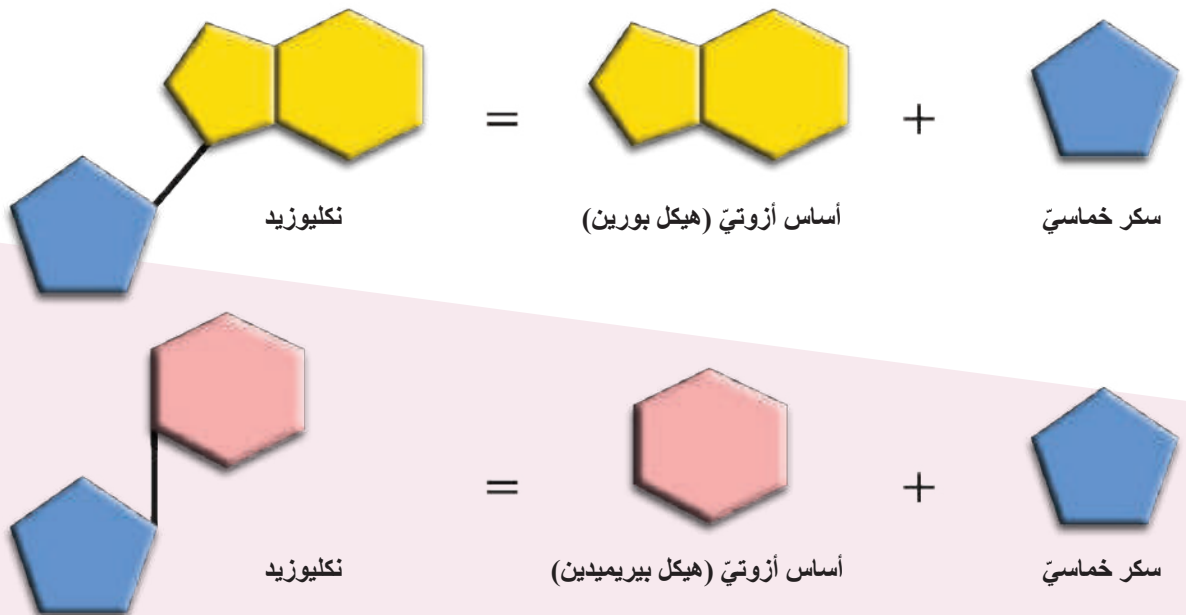 سكر خماسيّ + أساس أزوتيّ (هيكل بورين) = نكليوزيد
سكر خماسيّ + أساس أزوتيّ (هيكل بيريميدين) = نكليوزيد